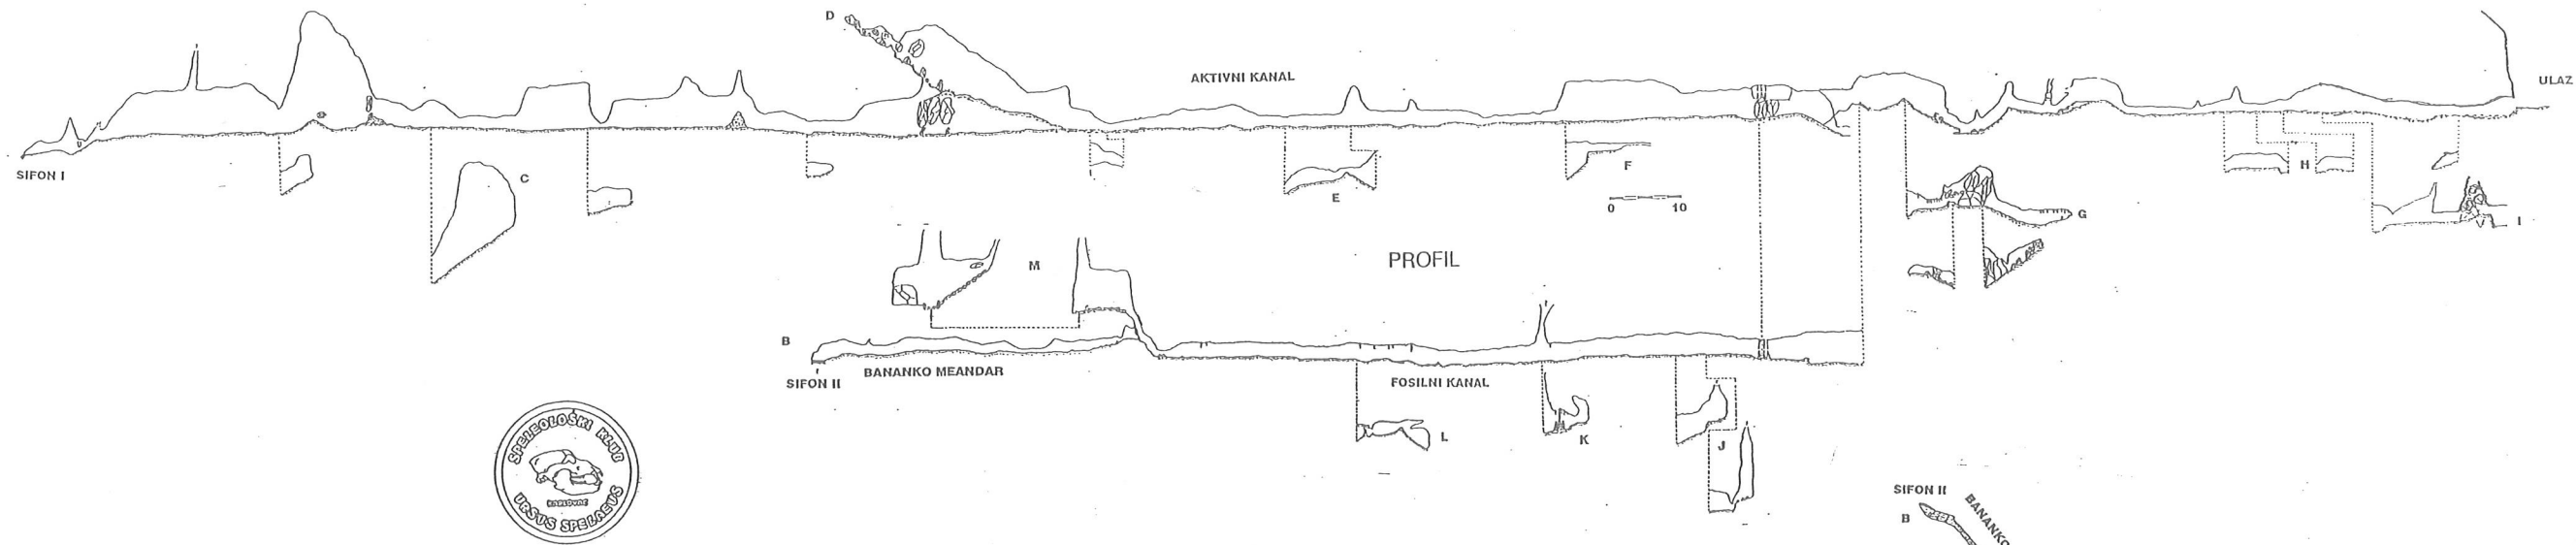 D
AKTIVNI KANAL
ULAZ
SIFON I
C
E
F
0 10
G
H
I
M
PROFIL
B
SIFON II
BANANKO MEANDAR
FOSILNI KANAL
L
K
J
SPELEOLOŠKI KLUB
KARLOVAC
URSUS SPELAEUS
SIFON II
B
BANANKO